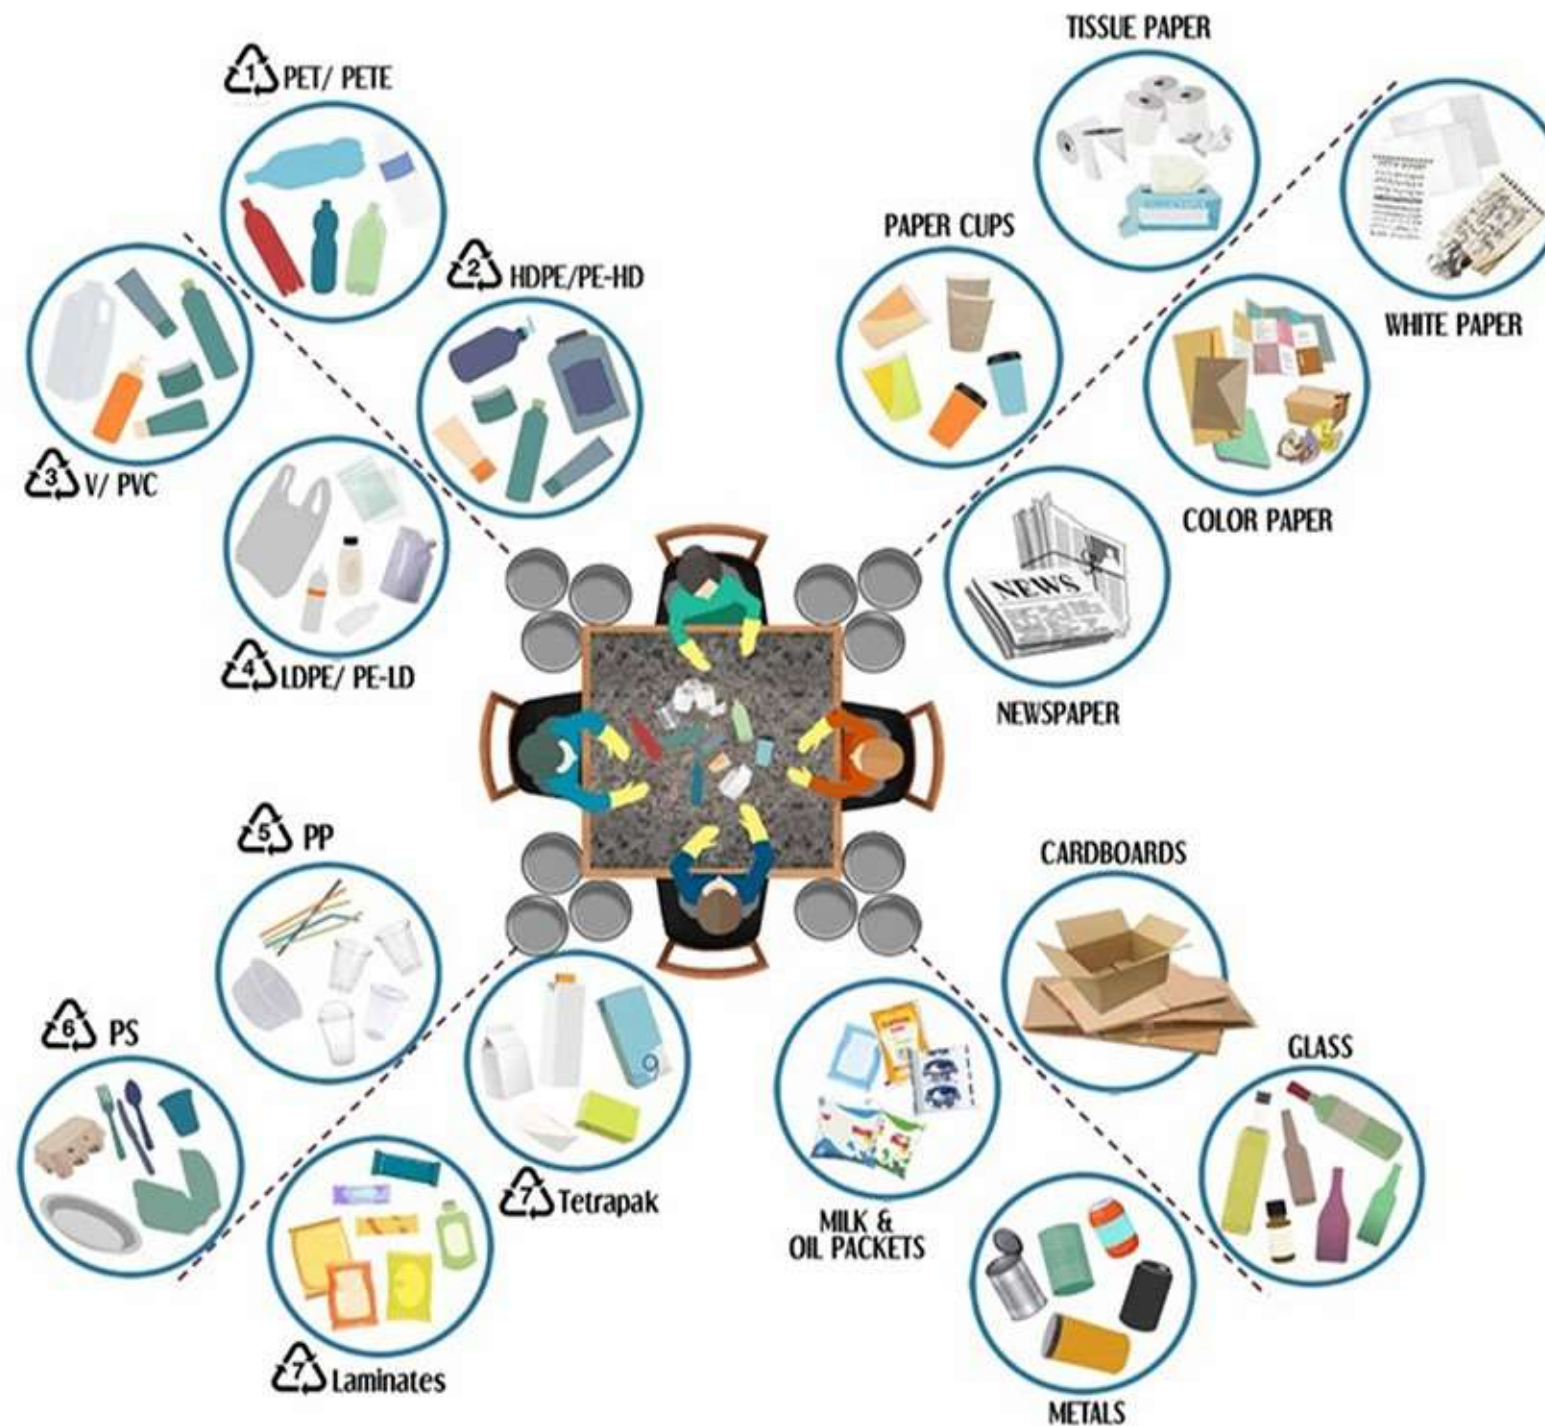 TISSUE PAPER
1 PET/ PETE
PAPER CUPS
2 HDPE/PE-HD
WHITE PAPER
3 V/ PVC
COLOR PAPER
NEWS
4 LDPE/ PE-LD
NEWSPAPER
5 PP
CARDBOARDS
6 PS
GLASS
7 Tetrapak
MILK &
OIL PACKETS
7 Laminates
METALS